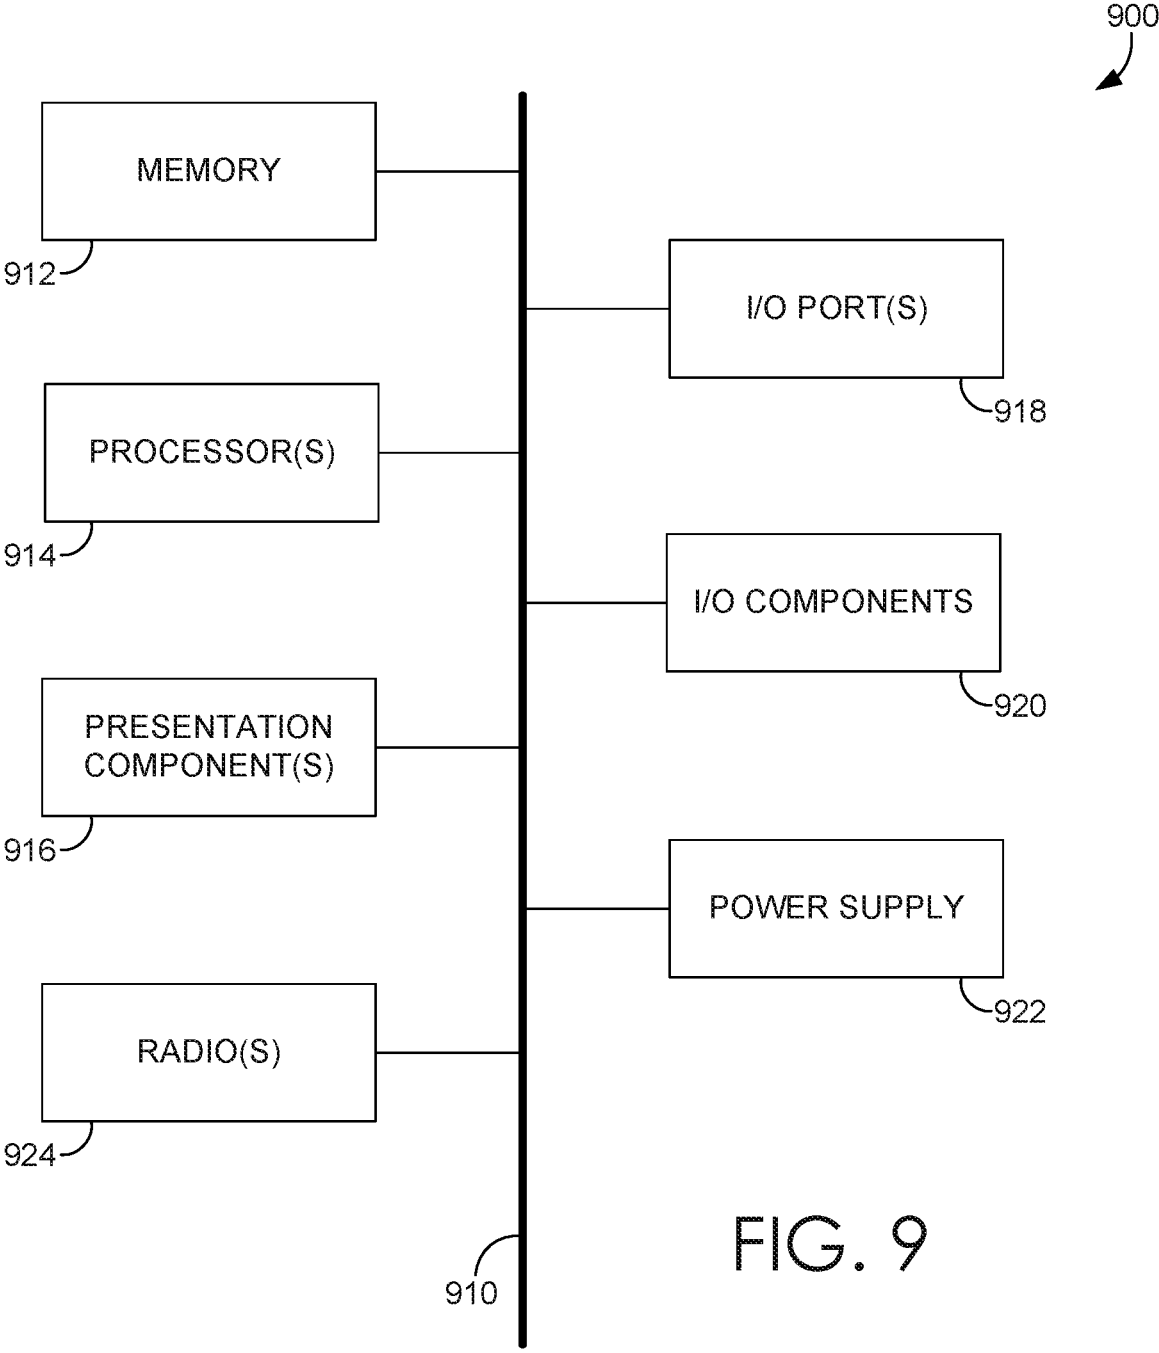 900
MEMORY
912
I/O PORT(S)
918
PROCESSOR(S)
914
I/O COMPONENTS
920
PRESENTATION
COMPONENT(S)
916
POWER SUPPLY
922
RADIO(S)
924
910
FIG. 9